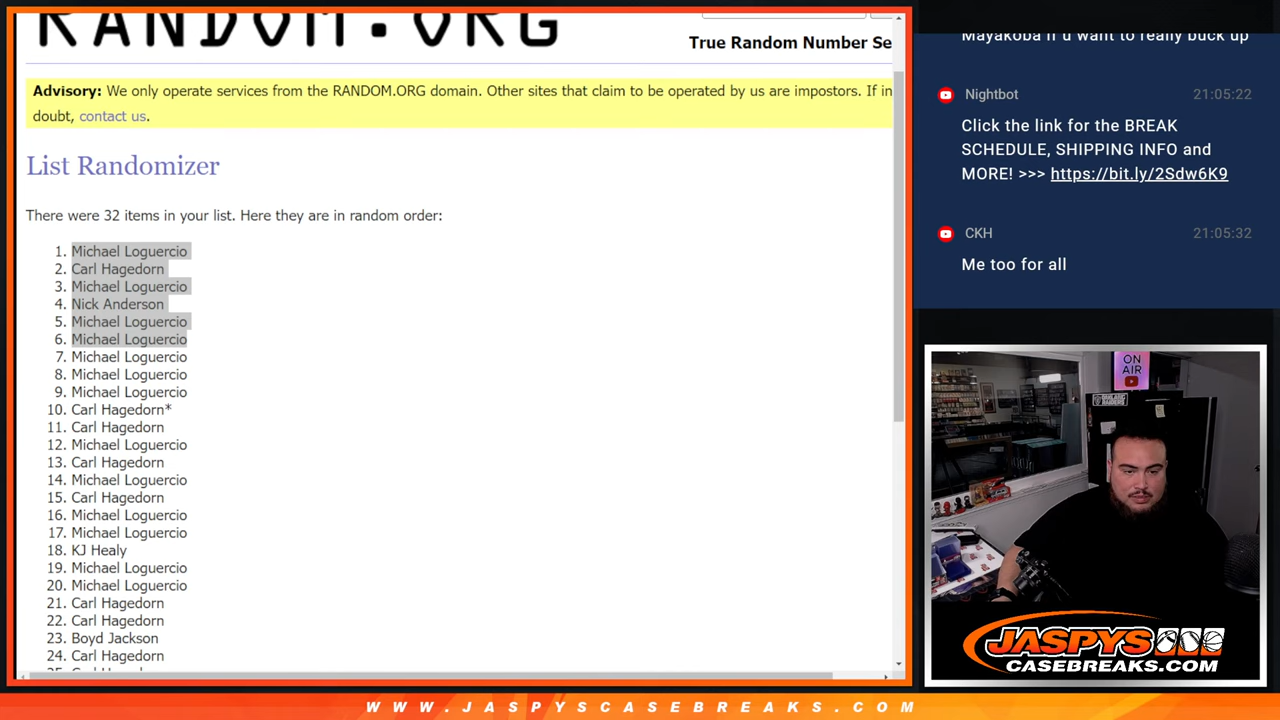 RANDOM.ORG
True Random Number Se
Advisory: We only operate services from the RANDOM.ORG domain. Other sites that claim to be operated by us are impostors. If in
doubt, contact us.
List Randomizer
There were 32 items in your list. Here they are in random order:
1. Michael Loguercio
2. Carl Hagedorn
3. Michael Loguercio
4. Nick Anderson
5. Michael Loguercio
6. Michael Loguercio
7. Michael Loguercio
8. Michael Loguercio
9. Michael Loguercio
10. Carl Hagedorn*
11. Carl Hagedorn
12. Michael Loguercio
13. Carl Hagedorn
14. Michael Loguercio
15. Carl Hagedorn
16. Michael Loguercio
17. Michael Loguercio
18. KJ Healy
19. Michael Loguercio
20. Michael Loguercio
21. Carl Hagedorn
22. Carl Hagedorn
23. Boyd Jackson
24. Carl Hagedorn
25. Carl Hagedorn
Mayakoba if u want to really buck up
Nightbot 21:05:22
Click the link for the BREAK
SCHEDULE, SHIPPING INFO and
MORE! >>> https://bit.ly/2Sdw6K9
CKH 21:05:32
Me too for all
ON
AIR
JASPYS
CASEBREAKS.COM
WWW.JASPYSCASEBREAKS.COM